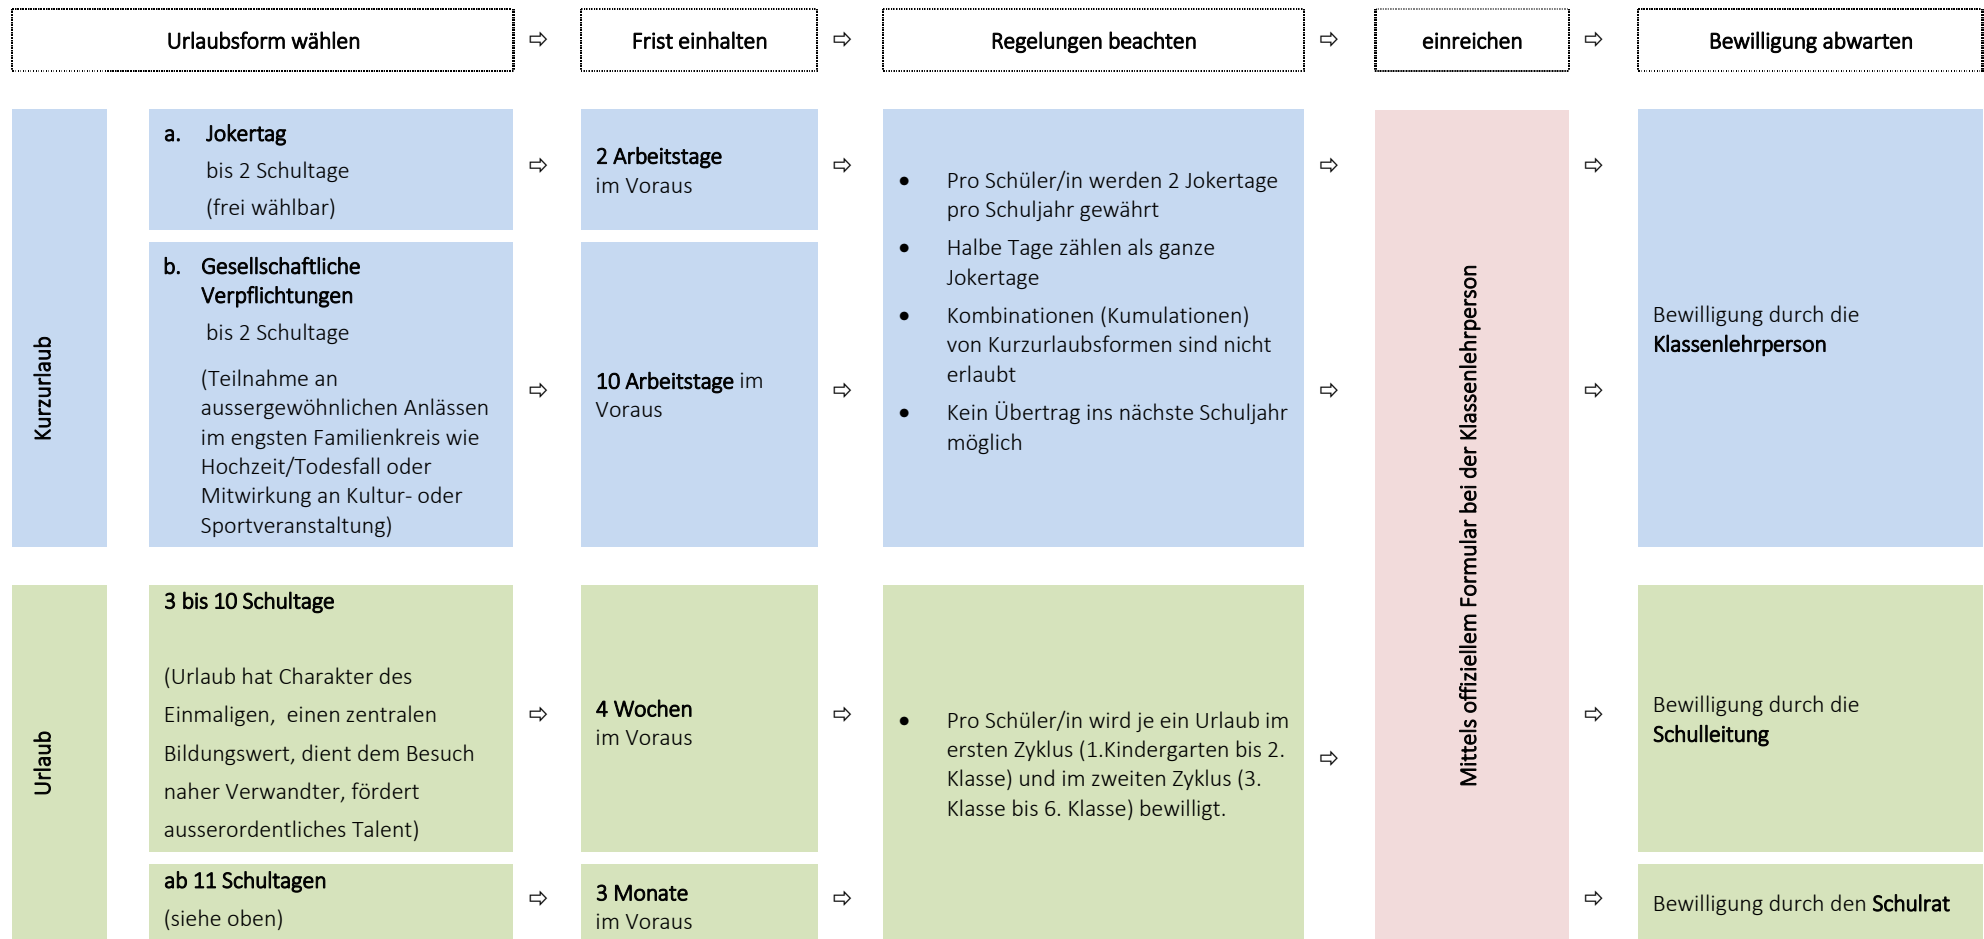 Urlaubsform wählen ⇨ Frist einhalten ⇨ Regelungen beachten ⇨ einreichen ⇨ Bewilligung abwarten
Kurzurlaub
a. Jokertag
bis 2 Schultage
(frei wählbar)
⇨
2 Arbeitstage
im Voraus
⇨
b. Gesellschaftliche
Verpflichtungen
bis 2 Schultage
(Teilnahme an
aussergewöhnlichen Anlässen
im engsten Familienkreis wie
Hochzeit/Todesfall oder
Mitwirkung an Kultur- oder
Sportveranstaltung)
⇨
10 Arbeitstage im
Voraus
⇨
• Pro Schüler/in werden 2 Jokertage
pro Schuljahr gewährt
• Halbe Tage zählen als ganze
Jokertage
• Kombinationen (Kumulationen)
von Kurzurlaubsformen sind nicht
erlaubt
• Kein Übertrag ins nächste Schuljahr
möglich
⇨
⇨
Mittels offiziellem Formular bei der Klassenlehrperson
⇨
⇨
Bewilligung durch die
Klassenlehrperson
Urlaub
3 bis 10 Schultage
(Urlaub hat Charakter des
Einmaligen, einen zentralen
Bildungswert, dient dem Besuch
naher Verwandter, fördert
ausserordentliches Talent)
⇨
4 Wochen
im Voraus
⇨
ab 11 Schultagen
(siehe oben)
⇨
3 Monate
im Voraus
⇨
• Pro Schüler/in wird je ein Urlaub im
ersten Zyklus (1.Kindergarten bis 2.
Klasse) und im zweiten Zyklus (3.
Klasse bis 6. Klasse) bewilligt.
⇨
⇨
Bewilligung durch die
Schulleitung
⇨
Bewilligung durch den Schulrat